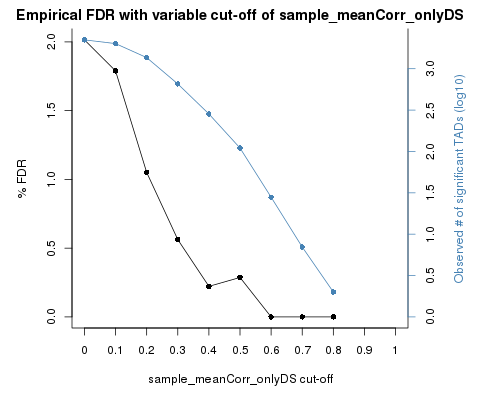 Empirical FDR with variable cut-off of sample_meanCorr_onlyDS
% FDR
2.0
1.5
1.0
0.5
0.0
3.0
2.5
2.0
1.5
1.0
0.5
0.0
Observed # of significant TADs (log10)
0 0.1 0.2 0.3 0.4 0.5 0.6 0.7 0.8 0.9 1
sample_meanCorr_onlyDS cut-off